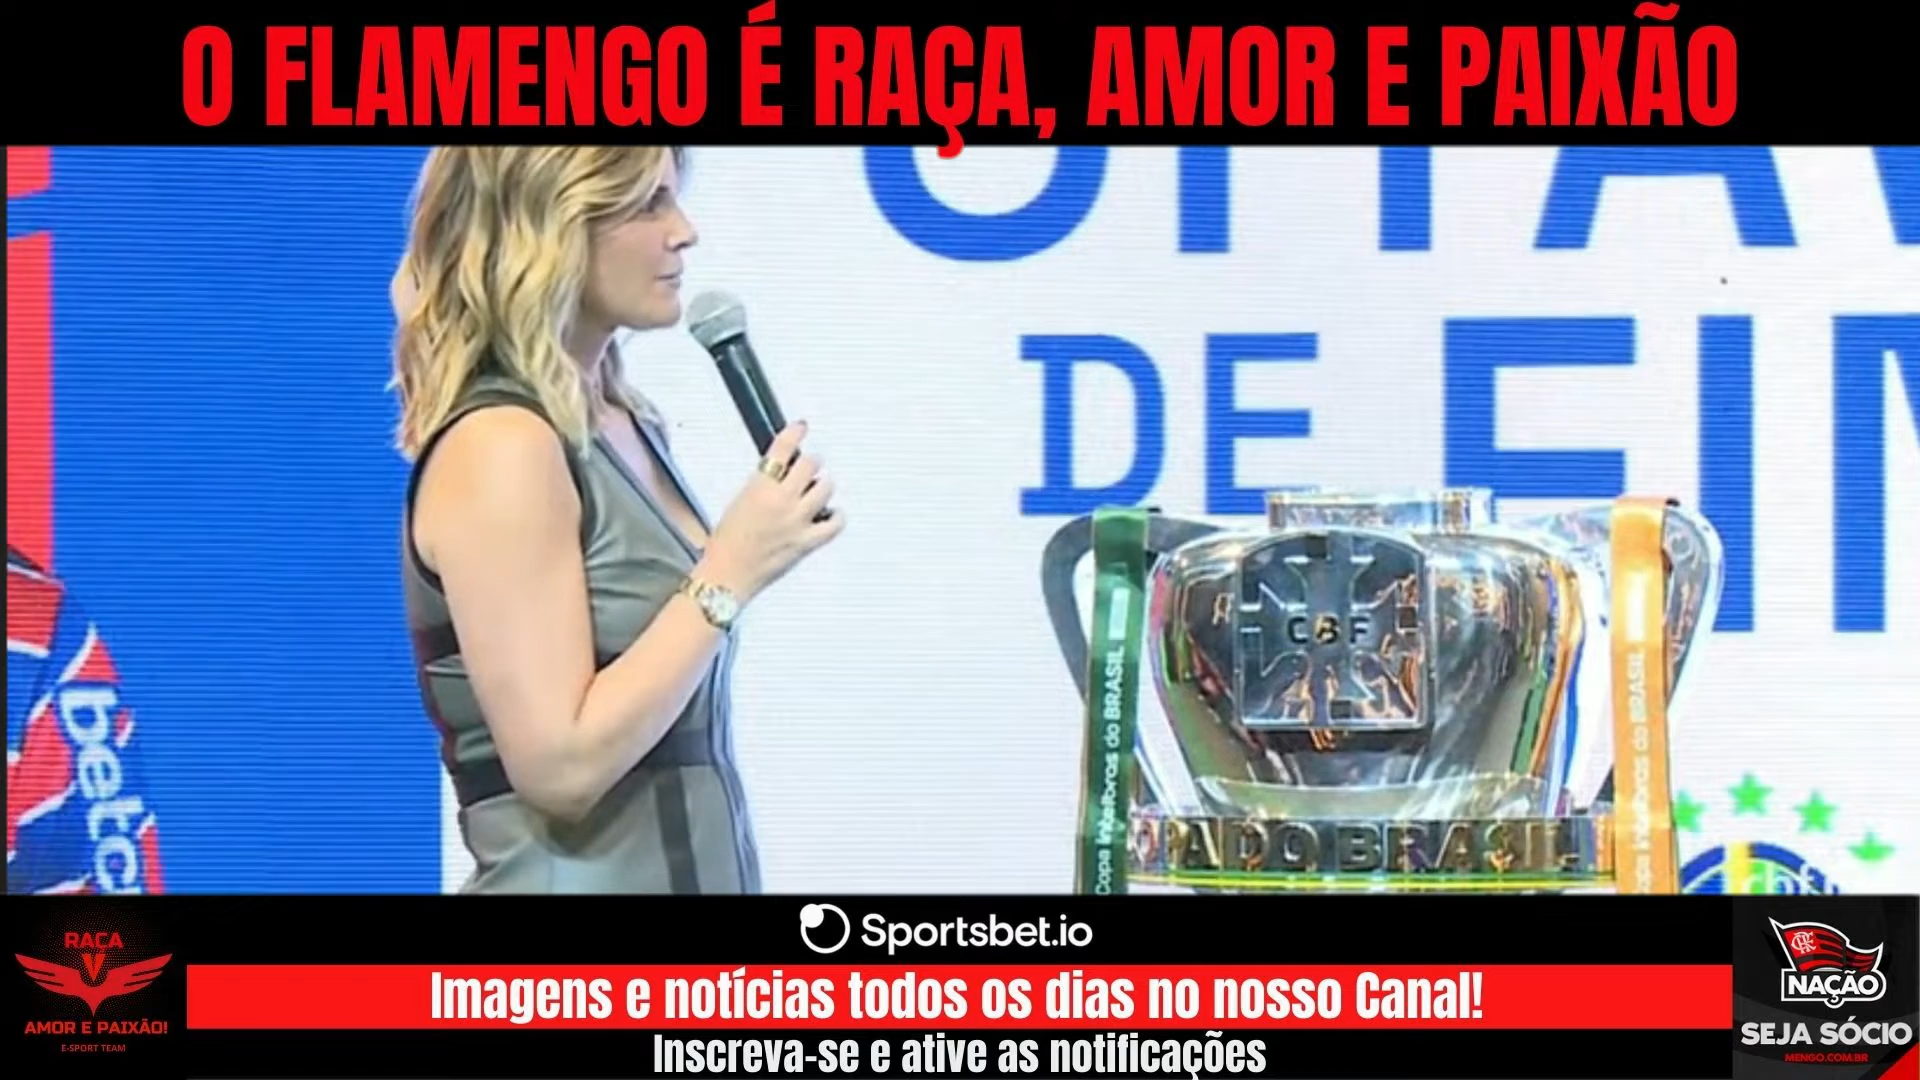 O FLAMENGO É RAÇA, AMOR E PAIXÃO
DE
CBF
Copa Intelbras do BRASIL
Copa Intelbras do BRASIL
COPA DO BRASIL
cbf
Sportsbet.io
RAÇA
AMOR E PAIXÃO!
E-SPORT TEAM
Imagens e notícias todos os dias no nosso Canal!
Inscreva-se e ative as notificações
NAÇÃO
SEJA SÓCIO
MENGO.COM.BR